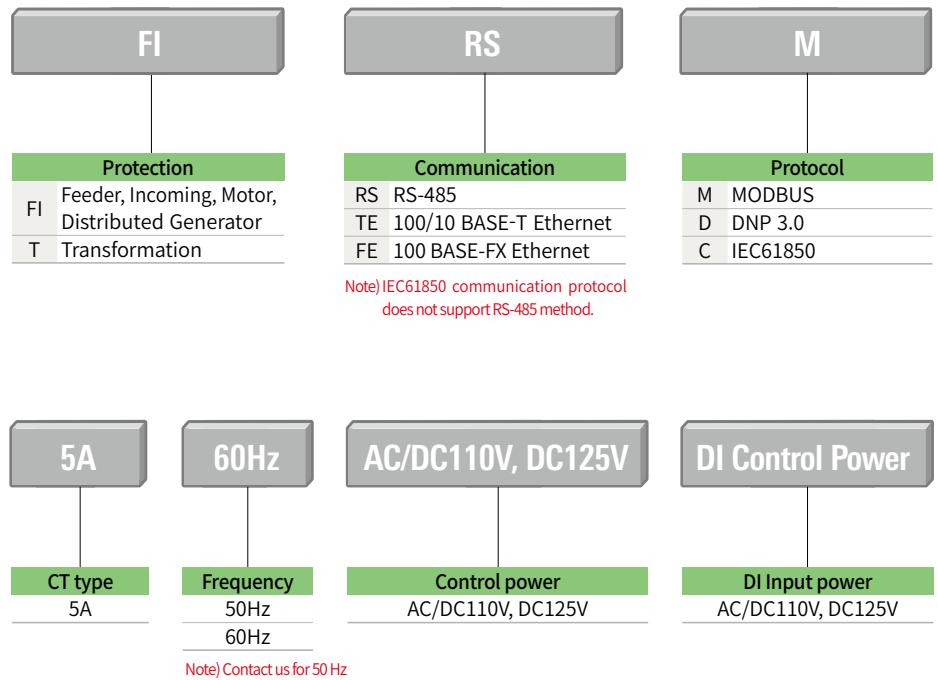 FI
RS
M
Protection
FI
Feeder, Incoming, Motor,
Distributed Generator
T Transformation
Communication
RS RS-485
TE 100/10 BASE-T Ethernet
FE 100 BASE-FX Ethernet
Note) IEC61850 communication protocol
does not support RS-485 method.
Protocol
M MODBUS
D DNP 3.0
C IEC61850
5A
60Hz
AC/DC110V, DC125V
DI Control Power
CT type
5A
Frequency
50Hz
60Hz
Note) Contact us for 50 Hz
Control power
AC/DC110V, DC125V
DI Input power
AC/DC110V, DC125V